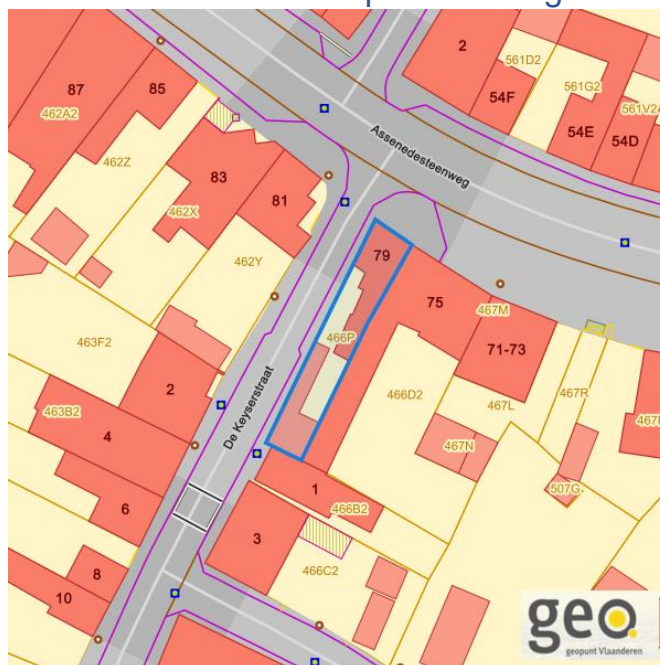 2
561D2
561G2
561V2
87
85
462A2
54F
54E
54D
462Z
Assenedesteenweg
83
462X
81
462Y
79
75
467M
466P
71-73
463F2
2
466D2
467L
467R
De Keyserstraat
463B2
4
467N
1
507G
6
466B2
3
8
466C2
10
geo
geopunt Vlaanderen